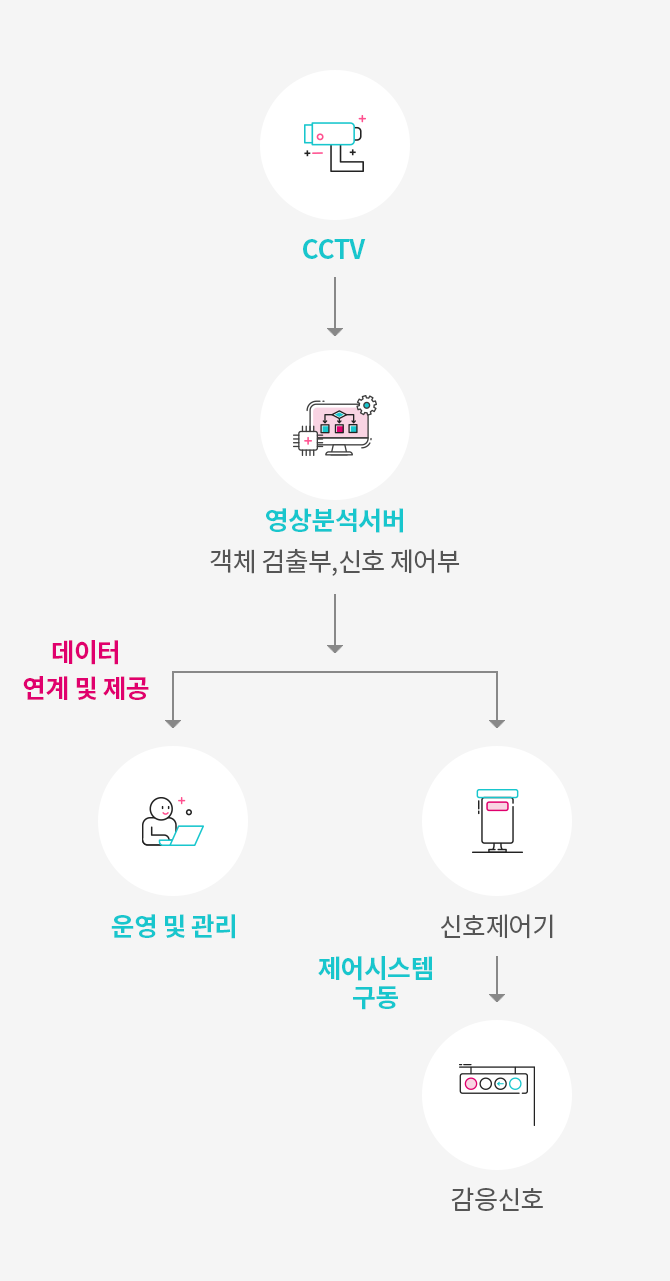 CCTV
영상분석서버
객체 검출부,신호 제어부
데이터
연계 및 제공
운영 및 관리
신호제어기
제어시스템
구동
감응신호